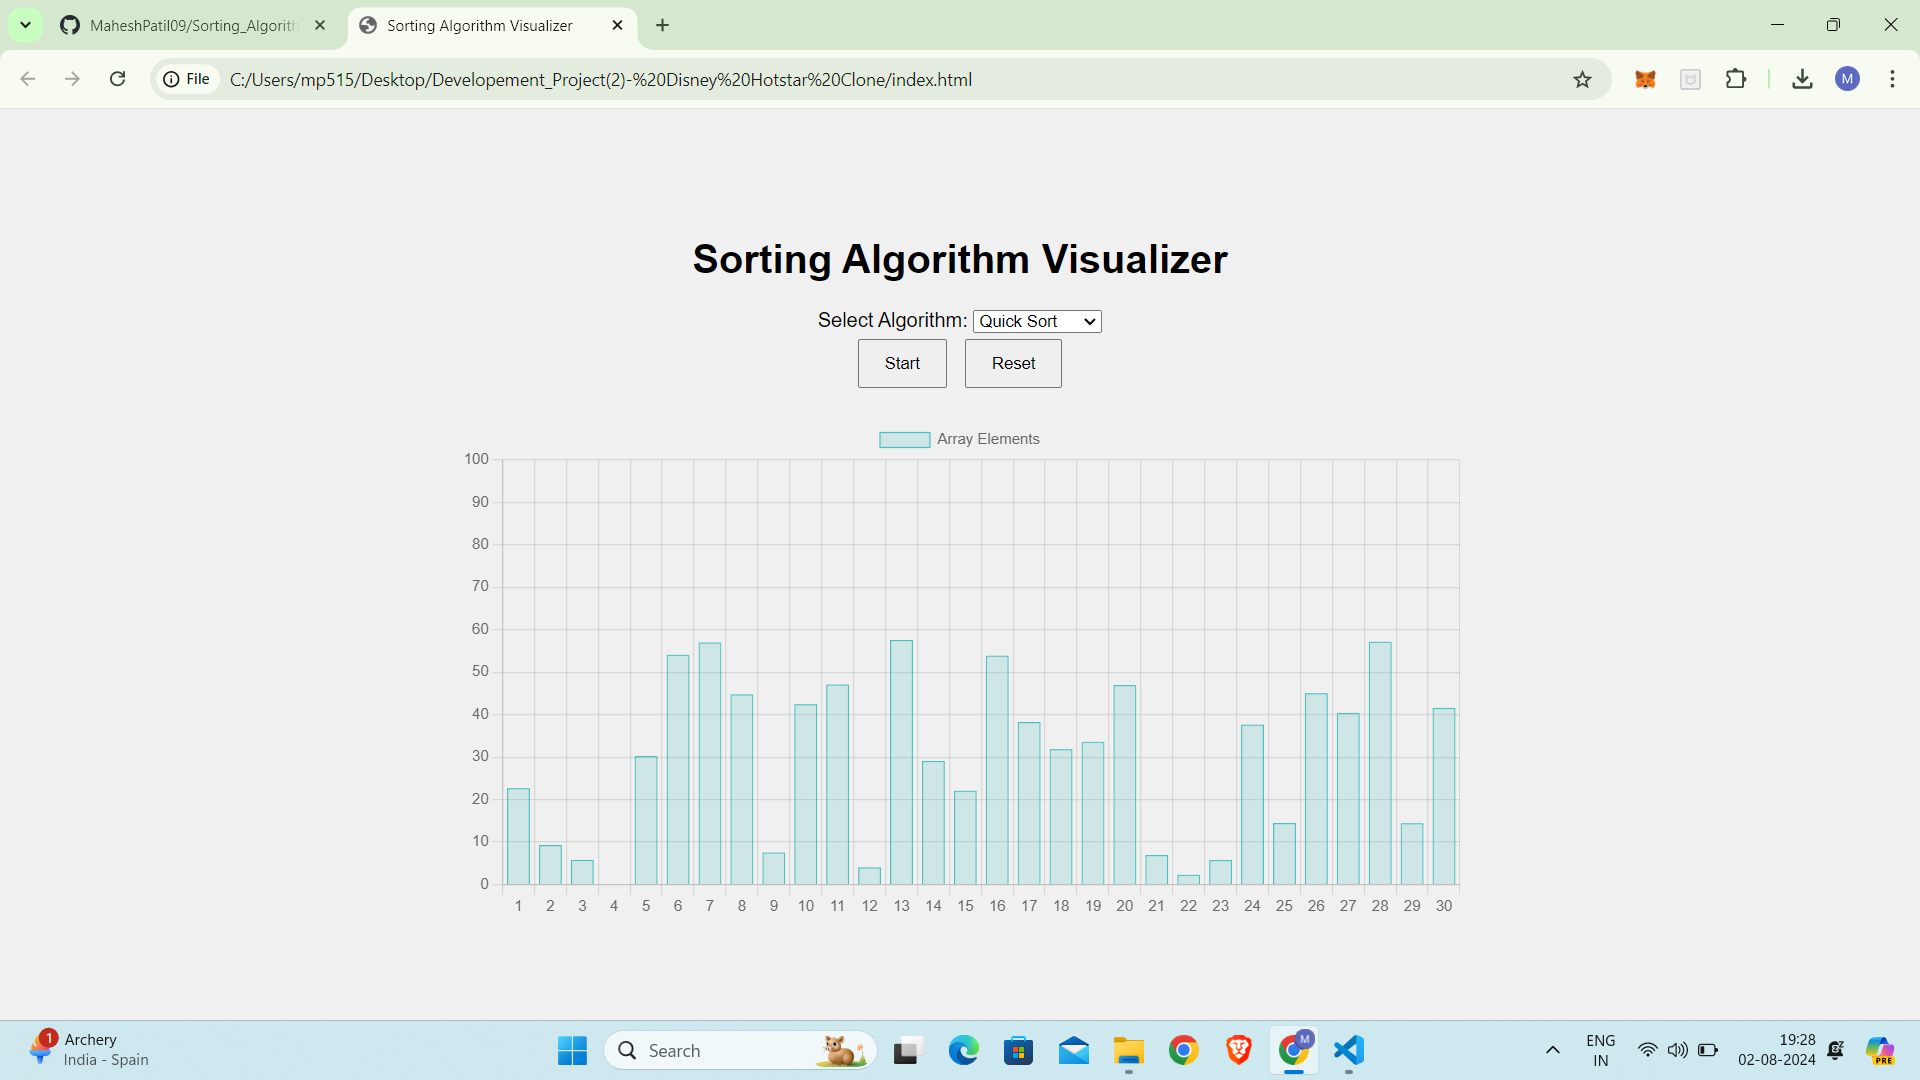 MaheshPatil09/Sorting_Algorith
Sorting Algorithm Visualizer
File
C:/Users/mp515/Desktop/Developement_Project(2)-%20Disney%20Hotstar%20Clone/index.html
M
Sorting Algorithm Visualizer
Select Algorithm: Quick Sort
Start Reset
Array Elements
100
90
80
70
60
50
40
30
20
10
0
1 2 3 4 5 6 7 8 9 10 11 12 13 14 15 16 17 18 19 20 21 22 23 24 25 26 27 28 29 30
1
Archery
India - Spain
Search
M
ENG
IN
19:28
02-08-2024
PRE